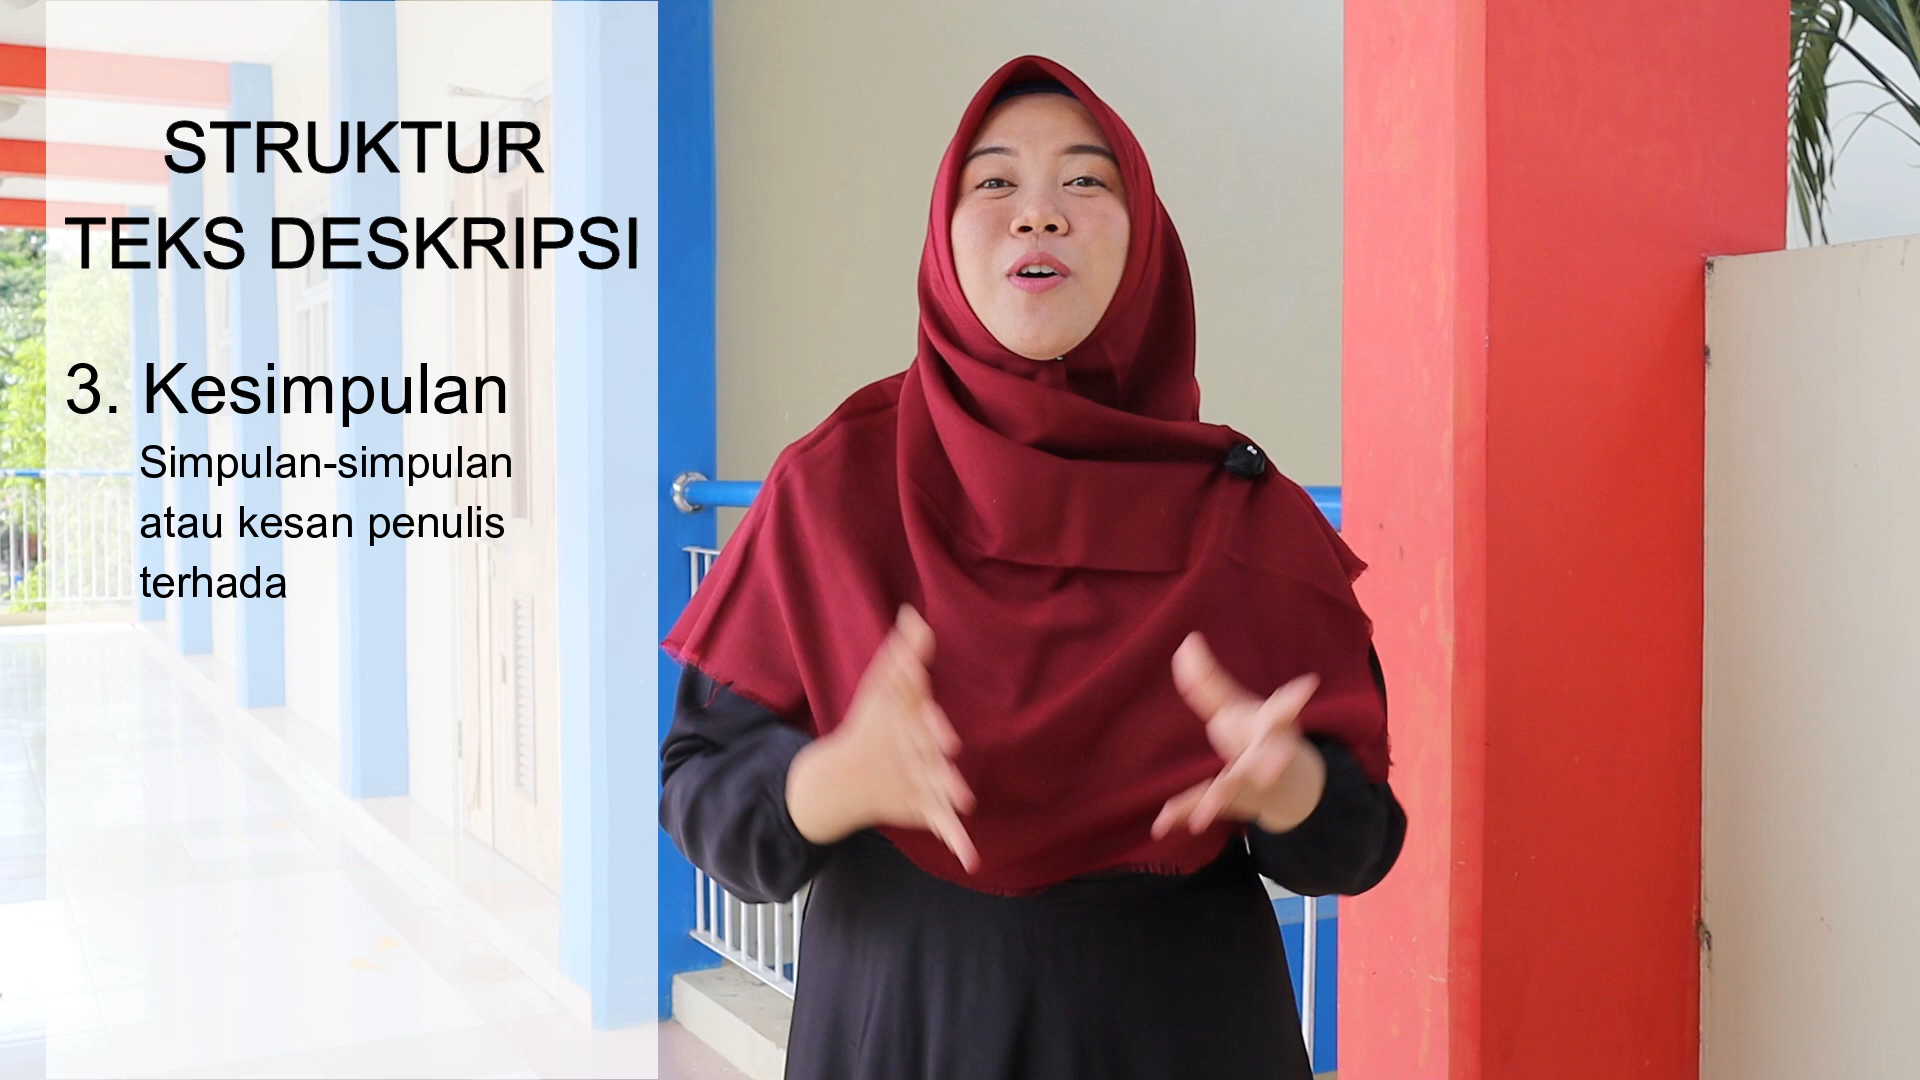 STRUKTUR
TEKS DESKRIPSI
3. Kesimpulan
Simpulan-simpulan
atau kesan penulis
terhada